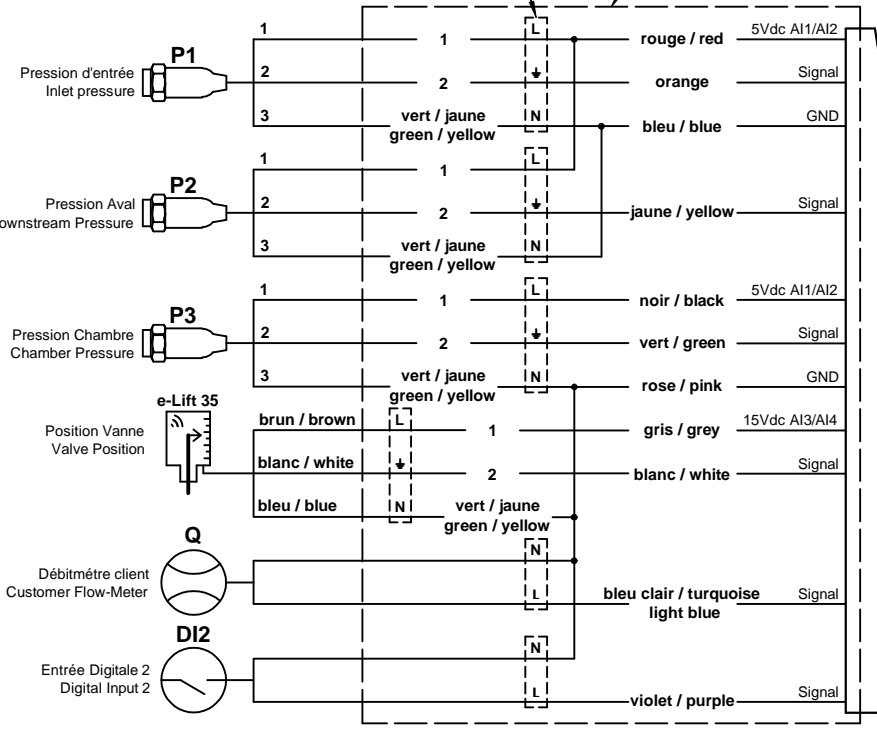 P1
Pression d'entrée
Inlet pressure
1
2
3
1
2
vert / jaune
green / yellow
L
N
rouge / red
orange
bleu / blue
5Vdc AI1/AI2
Signal
GND
P2
Pression Aval
ownstream Pressure
1
2
3
1
2
vert / jaune
green / yellow
L
N
jaune / yellow
Signal
P3
Pression Chambre
Chamber Pressure
1
2
3
1
2
vert / jaune
green / yellow
L
N
noir / black
vert / green
rose / pink
5Vdc AI1/AI2
Signal
GND
e-Lift 35
Position Vanne
Valve Position
brun / brown
blanc / white
bleu / blue
L
N
1
2
vert / jaune
green / yellow
gris / grey
blanc / white
15Vdc AI3/AI4
Signal
Q
Débitmétre client
Customer Flow-Meter
N
L
bleu clair / turquoise
light blue
Signal
DI2
Entrée Digitale 2
Digital Input 2
N
L
violet / purple
Signal